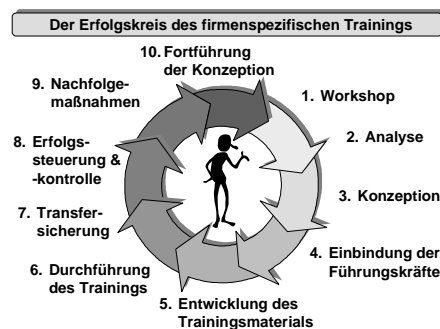 Der Erfolgskreis des firmenspezifischen Trainings
1. Workshop
2. Analyse
3. Konzeption
4. Einbindung der
Führungskräfte
5. Entwicklung des
Trainingsmaterials
6. Durchführung
des Trainings
7. Transfer-
sicherung
8. Erfolgs-
steuerung &
-kontrolle
9. Nachfolge-
maßnahmen
10. Fortführung
der Konzeption